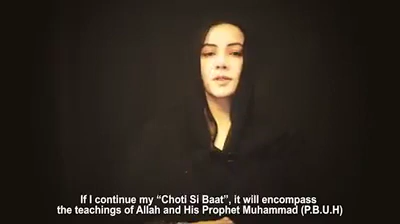 If I continue my “Choti Si Baat”, it will encompass
the teachings of Allah and His Prophet Muhammad (P.B.U.H)